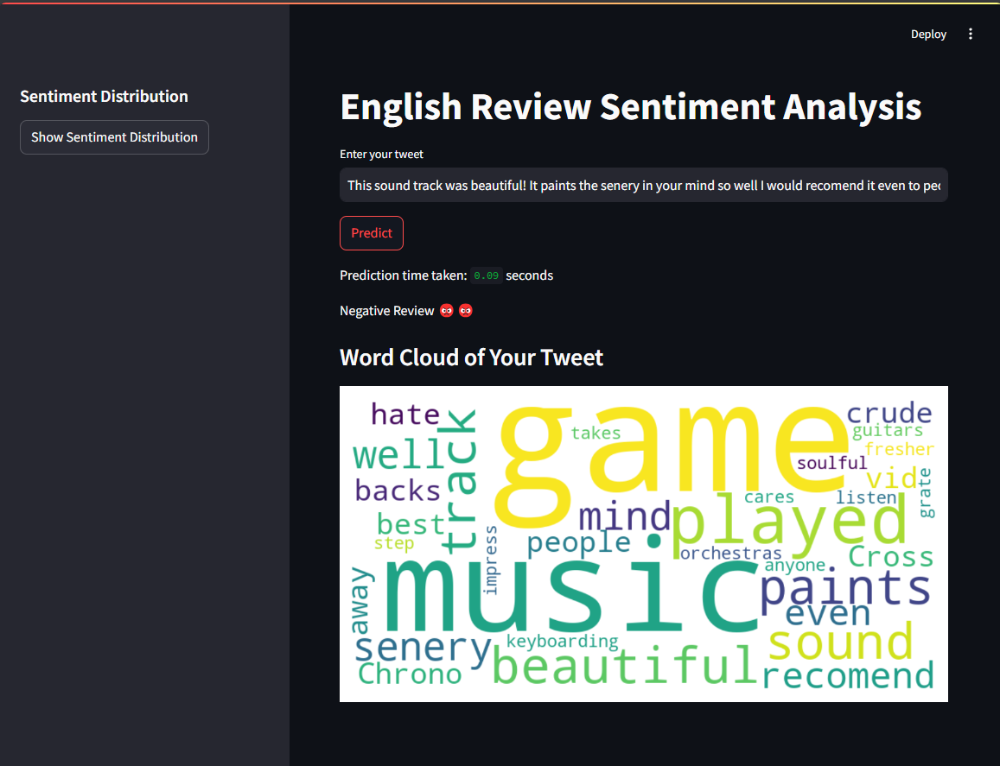 Deploy
Sentiment Distribution
Show Sentiment Distribution
English Review Sentiment Analysis
Enter your tweet
This sound track was beautiful! It paints the senery in your mind so well I would recomend it even to pec
Predict
Prediction time taken: 0.09 seconds
Negative Review
Word Cloud of Your Tweet
hate
track
game
takes
crude
guitars
fresher
well
soulful
vid
backs
mind
cares
listen
grate
best
played
step
people
impress
orchestras
Cross
anyone
music
paints
away
even
senery
keyboarding
sound
Chrono
beautiful
recomend